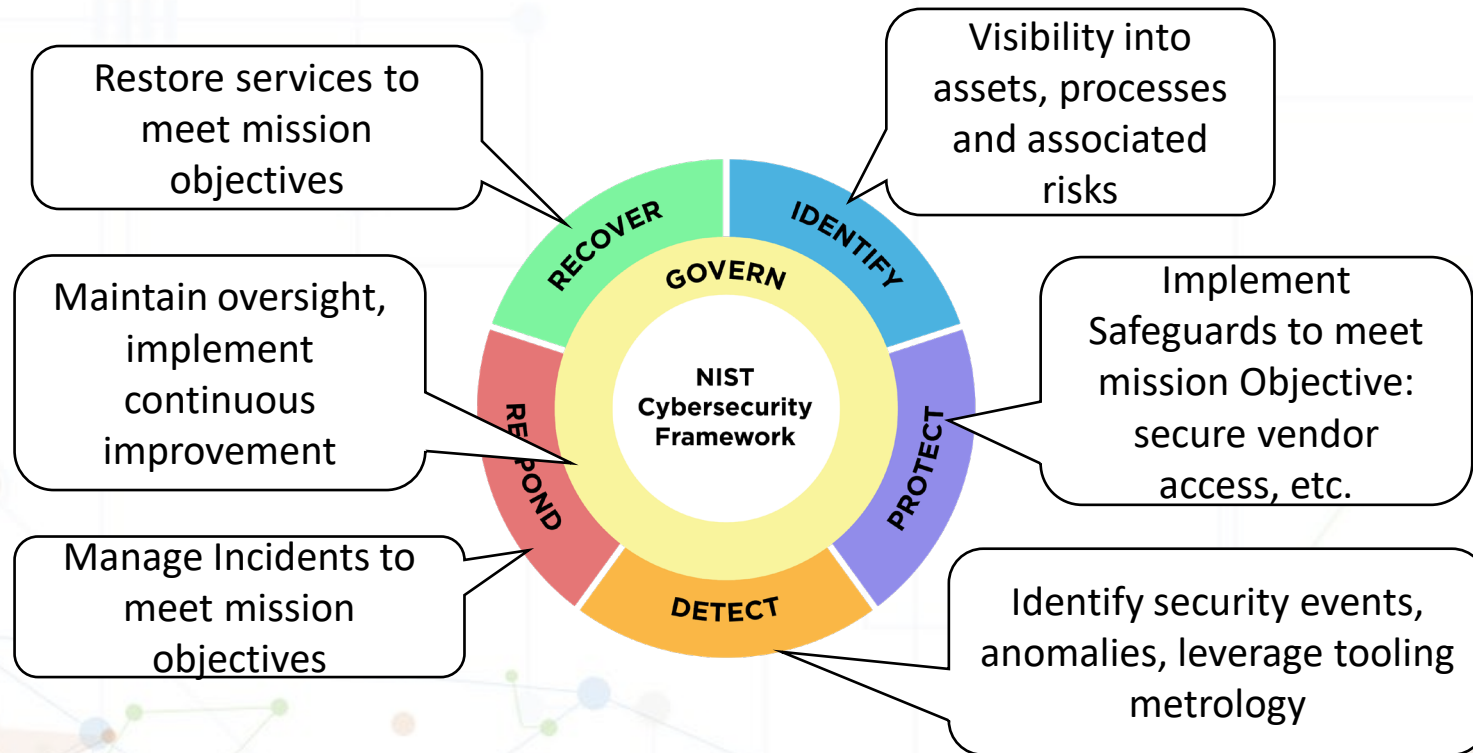 Restore services to
meet mission
objectives
Visibility into
assets, processes
and associated
risks
RECOVER
IDENTIFY
GOVERN
Maintain oversight,
implement
continuous
improvement
NIST
Cybersecurity
Framework
Implement
Safeguards to meet
mission Objective:
secure vendor
access, etc.
RE POND
PROTECT
Manage Incidents to
meet mission
objectives
DETECT
Identify security events,
anomalies, leverage tooling
metrology